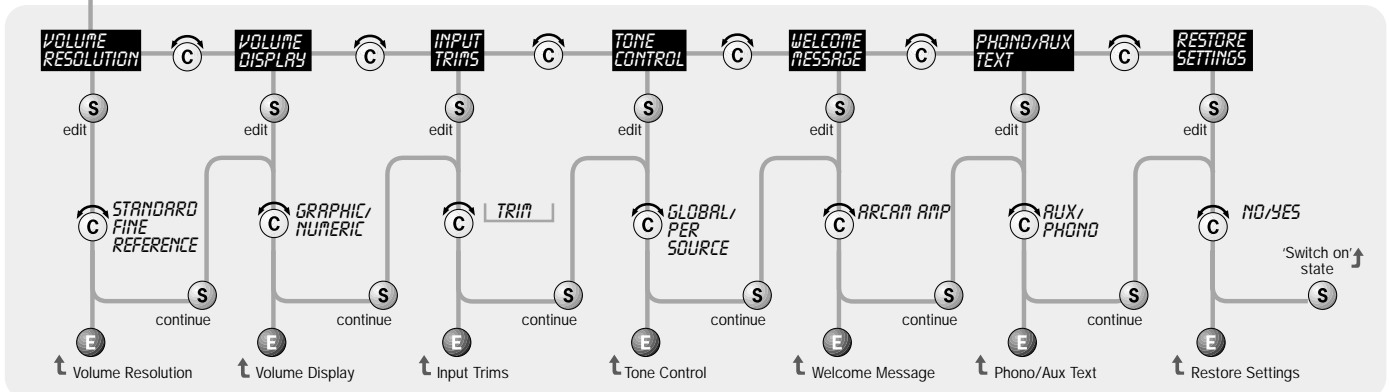 VOLUME RESOLUTION
C
VOLUME DISPLAY
C
INPUT TRIMS
C
TONE CONTROL
C
WELCOME MESSAGE
C
PHONO/AUX TEXT
C
RESTORE SETTINGS
S
edit
S
edit
S
edit
S
edit
S
edit
S
edit
S
edit
C
STANDARD
FINE
REFERENCE
C
GRAPHIC/
NUMERIC
C
TRIM
C
GLOBAL/
PER
SOURCE
C
ARCAM AMP
C
AUX/
PHONO
C
NO/YES
'Switch on'
state
S
continue
S
continue
S
continue
S
continue
S
continue
S
continue
S
E
Volume Resolution
E
Volume Display
E
Input Trims
E
Tone Control
E
Welcome Message
E
Phono/Aux Text
E
Restore Settings